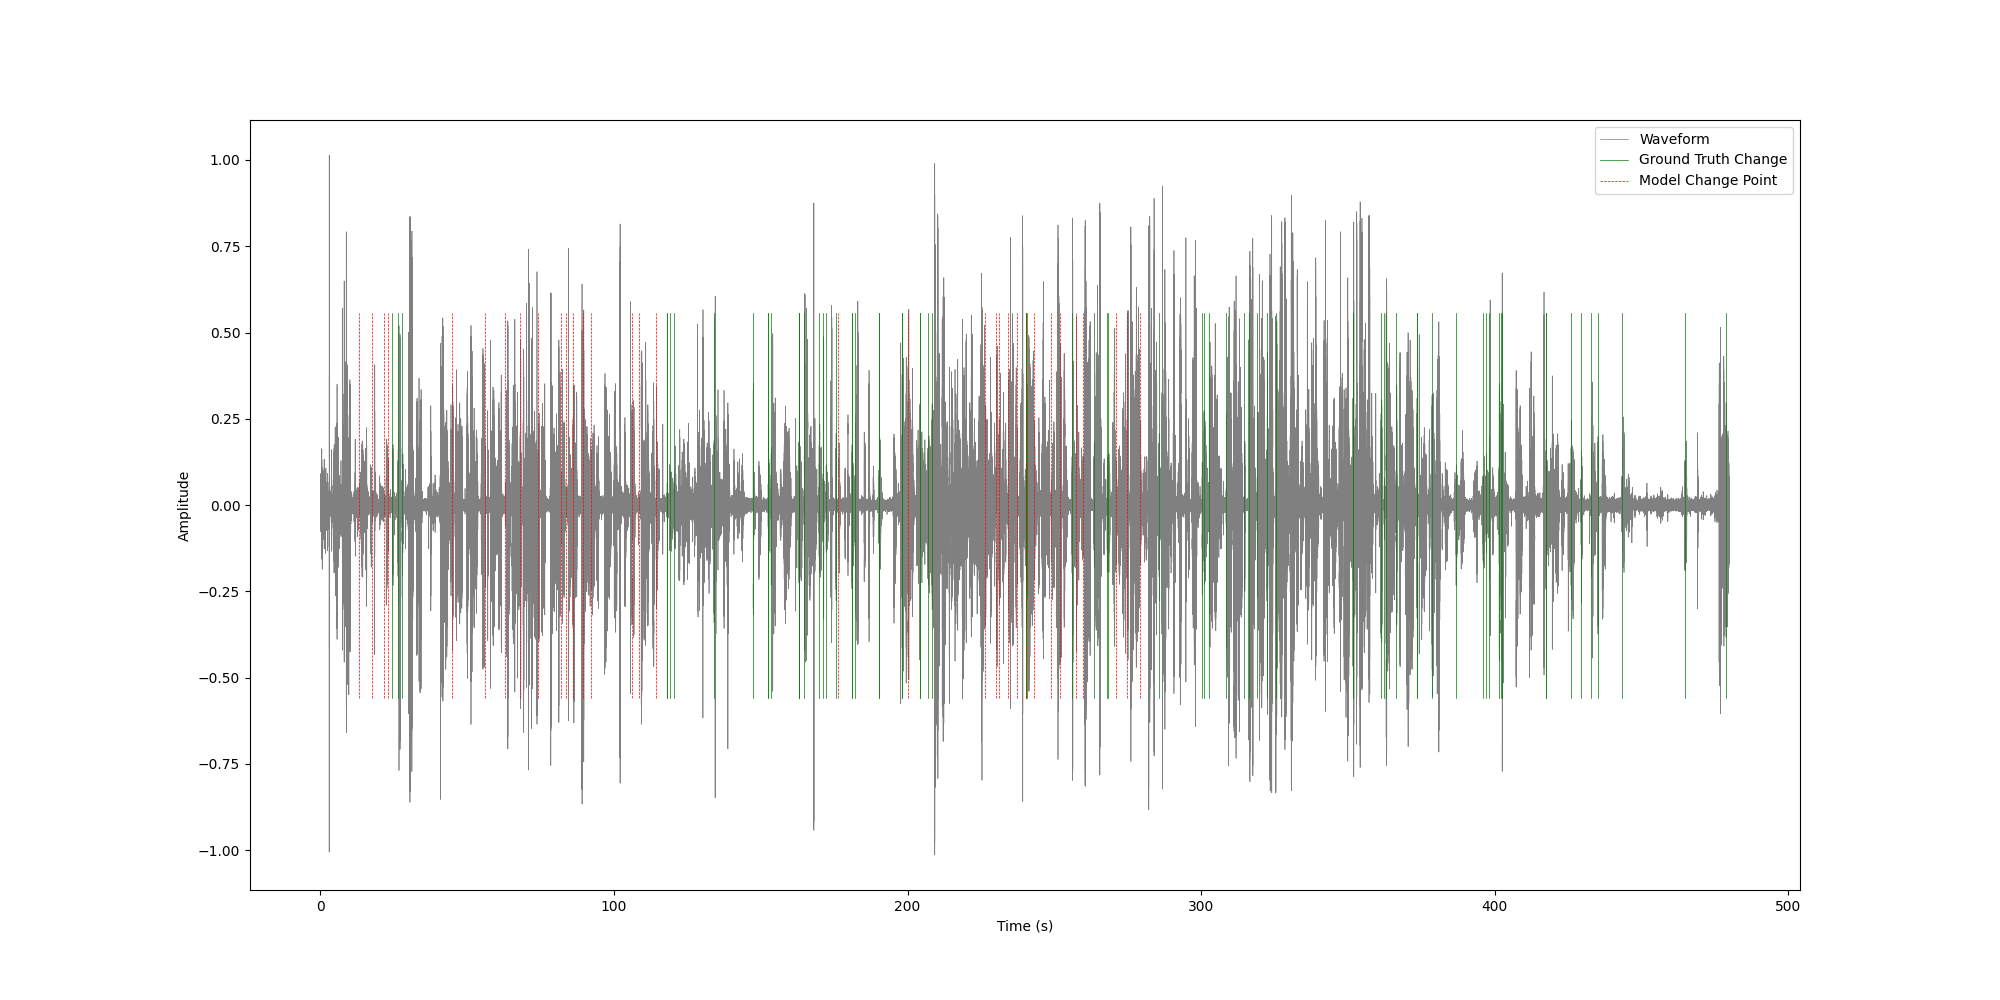 Waveform
Ground Truth Change
Model Change Point
1.00
0.75
0.50
0.25
0.00
−0.25
−0.50
−0.75
−1.00
Amplitude
0 100 200 300 400 500
Time (s)